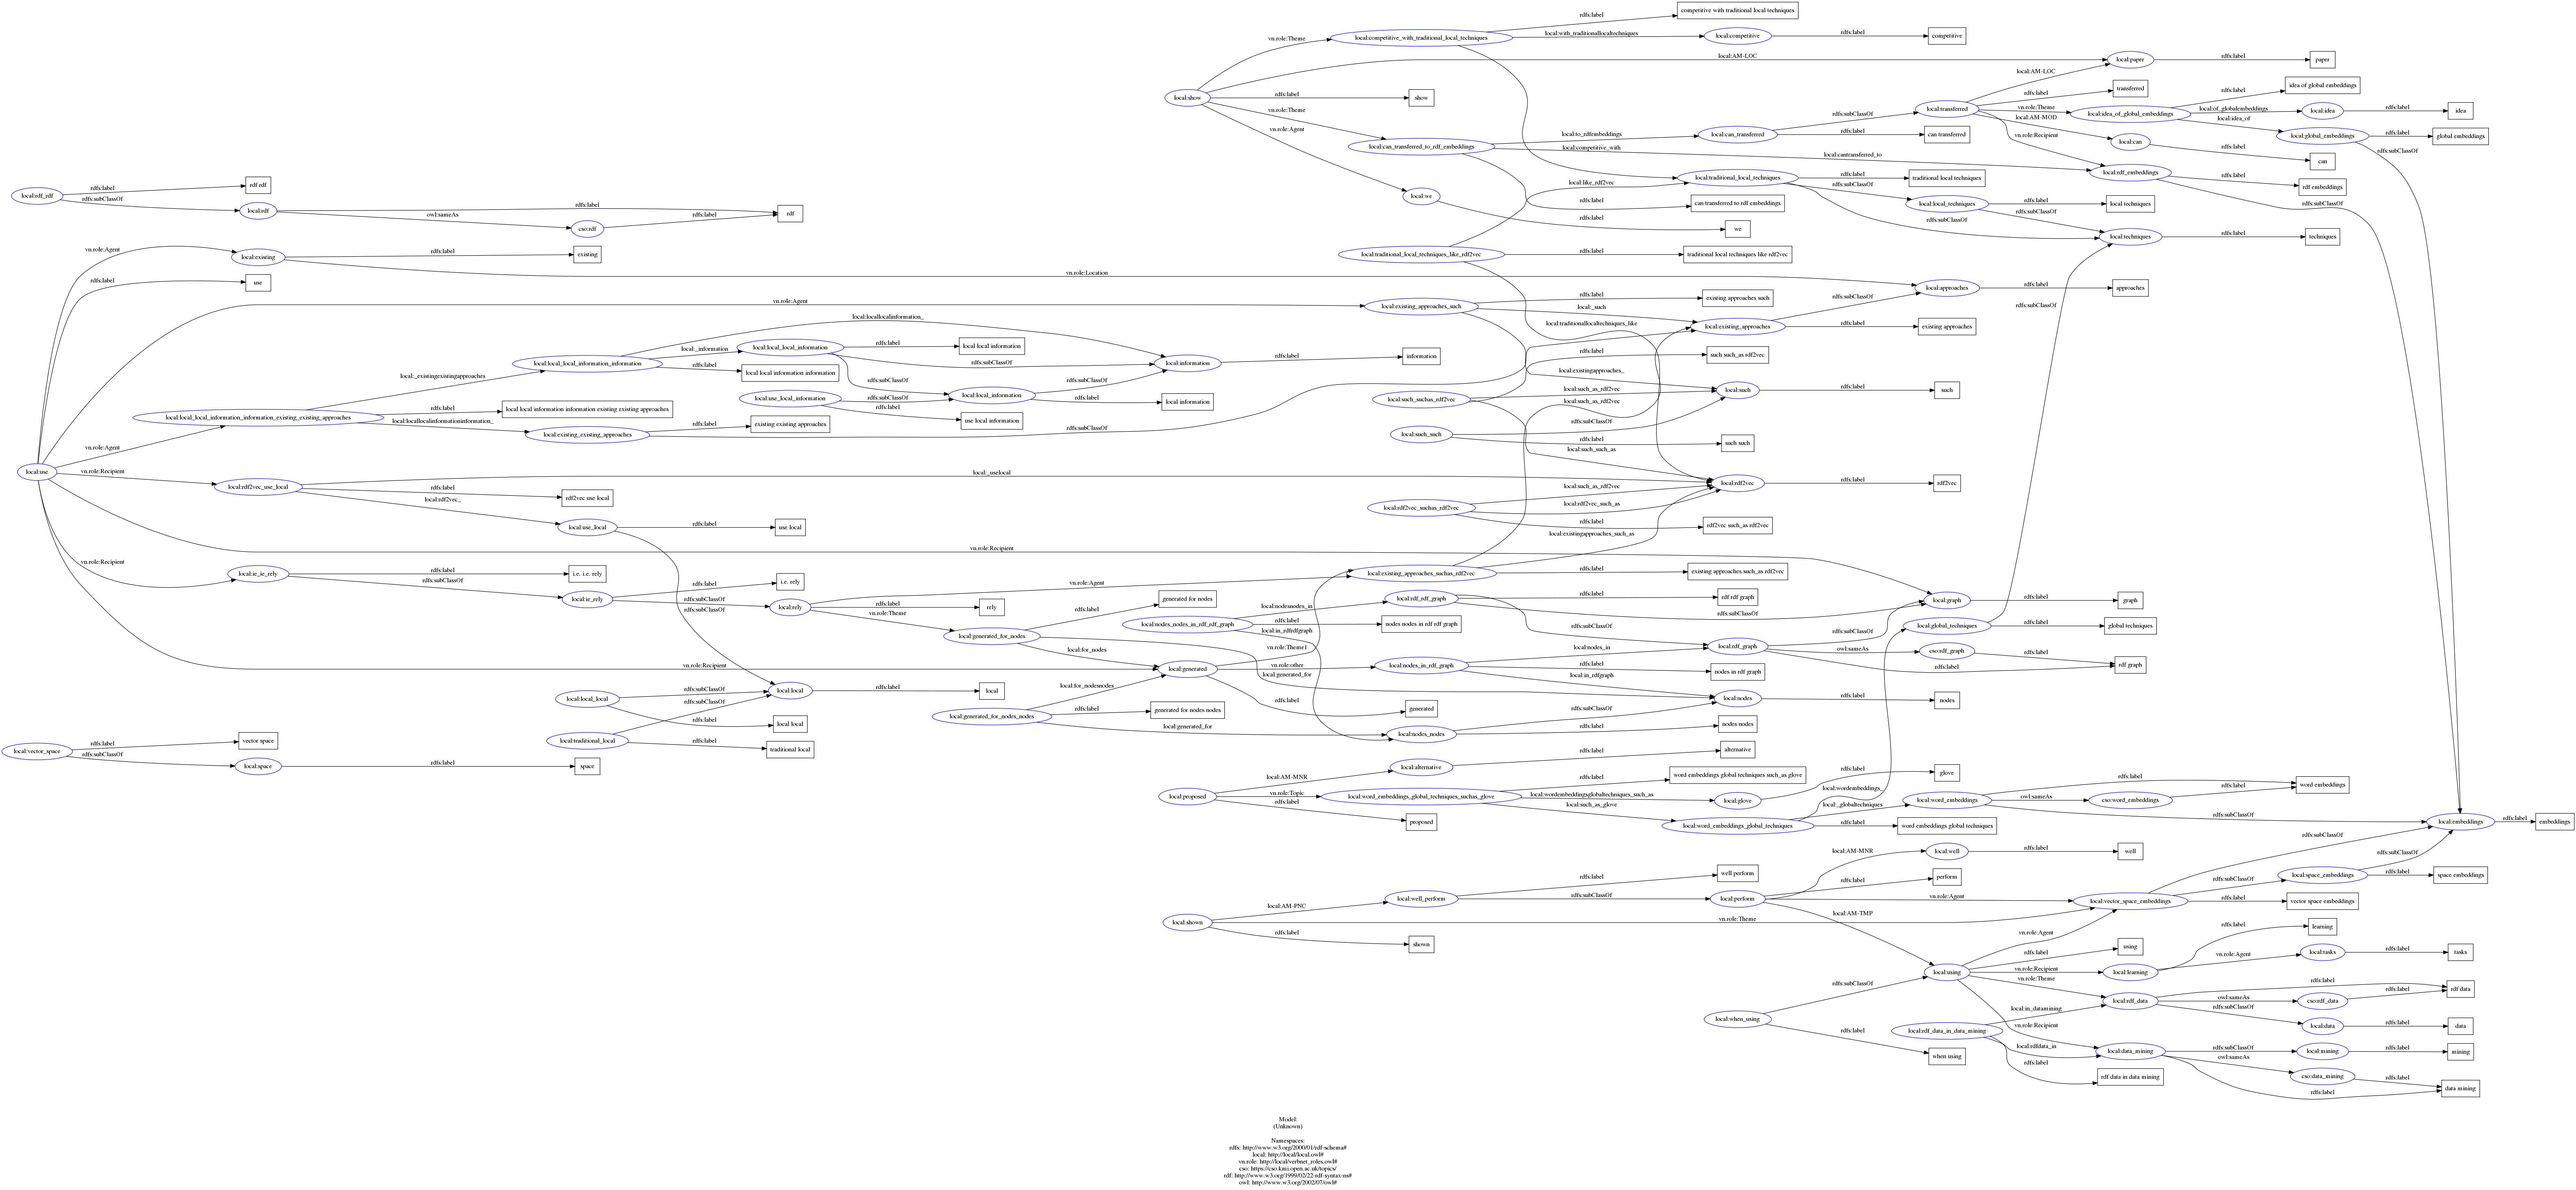 rdfs:label
competitive with traditional local techniques
vn.role:Theme
local:competitive_with_traditional_local_techniques
local:with_traditionallocaltechniques
local:competitive
rdfs:label
competitive
local:AM-LOC
local:paper
rdfs:label
paper
local:show
rdfs:label
show
vn.role:Theme
vn.role:Agent
local:AM-LOC
rdfs:label
transferred
local:transferred
vn.role:Theme
local:idea_of_global_embeddings
rdfs:label
idea of global embeddings
local:of_globalembeddings
local:idea
rdfs:label
idea
local:idea_of
local:global_embeddings
rdfs:label
global embeddings
local:AM-MOD
local:can
rdfs:label
can
vn.role:Recipient
rdfs:subClassOf
local:can_transferred_to_rdf_embeddings
local:to_rdfembeddings
local:can_transferred
rdfs:subClassOf
rdfs:label
can transferred
local:competitive_with
local:cantransferred_to
local:rdf_embeddings
rdfs:label
rdf embeddings
rdfs:subClassOf
local:rdf_rdf
rdfs:label
rdf rdf
rdfs:subClassOf
local:rdf
rdfs:label
rdf
owl:sameAs
cso:rdf
rdfs:label
local:like_rdf2vec
local:traditional_local_techniques
rdfs:label
traditional local techniques
rdfs:subClassOf
local:local_techniques
rdfs:label
local techniques
rdfs:subClassOf
rdfs:subClassOf
local:techniques
rdfs:label
techniques
local:we
rdfs:label
can transferred to rdf embeddings
rdfs:label
we
vn.role:Agent
local:existing
rdfs:label
existing
local:traditional_local_techniques_like_rdf2vec
rdfs:label
traditional local techniques like rdf2vec
rdfs:label
use
vn.role:Location
local:approaches
rdfs:label
approaches
vn.role:Agent
local:existing_approaches_such
rdfs:label
existing approaches such
local:_such
rdfs:subClassOf
rdfs:subClassOf
local:traditionallocaltechniques_like
local:existing_approaches
rdfs:label
existing approaches
local:locallocalinformation_
local:local_local_information_information
local:_information
local:local_local_information
rdfs:label
local local information
rdfs:subClassOf
local:information
rdfs:label
information
rdfs:label
local local information information
local:_existingexistingapproaches
rdfs:subClassOf
rdfs:subClassOf
local:use_local_information
rdfs:subClassOf
local:local_information
rdfs:label
local information
rdfs:label
use local information
rdfs:label
such such_as rdf2vec
local:existingapproaches_
local:such_suchas_rdf2vec
local:such_as_rdf2vec
local:such
rdfs:label
such
local:such_as_rdf2vec
local:local_local_information_information_existing_existing_approaches
rdfs:label
local local information information existing existing approaches
local:locallocalinformationinformation_
local:existing_existing_approaches
rdfs:label
existing existing approaches
rdfs:subClassOf
rdfs:subClassOf
local:such_such
rdfs:label
such such
local:such_such_as
vn.role:Agent
local:use
vn.role:Recipient
local:rdf2vec_use_local
local:_uselocal
rdfs:label
rdf2vec use local
local:rdf2vec_
local:use_local
rdfs:label
use local
local:rdf2vec
rdfs:label
rdf2vec
local:such_as_rdf2vec
local:rdf2vec_suchas_rdf2vec
local:rdf2vec_such_as
rdfs:label
rdf2vec such_as rdf2vec
local:existingapproaches_such_as
vn.role:Recipient
vn.role:Recipient
local:ie_ie_rely
rdfs:label
i.e. i.e. rely
rdfs:subClassOf
local:ie_rely
rdfs:label
i.e. rely
rdfs:subClassOf
rdfs:subClassOf
local:rely
vn.role:Agent
rdfs:label
rely
vn.role:Theme
local:existing_approaches_suchas_rdf2vec
rdfs:label
existing approaches such_as rdf2vec
rdfs:label
generated for nodes
local:generated_for_nodes
local:for_nodes
local:nodesnodes_in
local:rdf_rdf_graph
rdfs:label
rdf rdf graph
rdfs:subClassOf
local:graph
rdfs:label
graph
local:nodes_nodes_in_rdf_rdf_graph
rdfs:label
nodes nodes in rdf rdf graph
local:in_rdfrdfgraph
rdfs:subClassOf
rdfs:subClassOf
local:global_techniques
rdfs:label
global techniques
vn.role:Theme1
local:rdf_graph
owl:sameAs
cso:rdf_graph
rdfs:label
rdf graph
rdfs:label
vn.role:Recipient
local:generated
vn.role:other
local:nodes_in_rdf_graph
local:nodes_in
rdfs:label
nodes in rdf graph
local:in_rdfgraph
local:generated_for
local:for_nodesnodes
rdfs:label
generated
local:nodes
rdfs:label
nodes
local:local_local
rdfs:subClassOf
local:local
rdfs:label
local
rdfs:subClassOf
rdfs:label
local local
local:generated_for_nodes_nodes
rdfs:label
generated for nodes nodes
local:generated_for
rdfs:subClassOf
local:nodes_nodes
rdfs:label
nodes nodes
local:traditional_local
rdfs:label
traditional local
local:vector_space
rdfs:label
vector space
rdfs:subClassOf
local:space
rdfs:label
space
local:AM-MNR
local:alternative
rdfs:label
alternative
local:proposed
vn.role:Topic
local:word_embeddings_global_techniques_suchas_glove
rdfs:label
word embeddings global techniques such_as glove
local:wordembeddingsglobaltechniques_such_as
local:glove
rdfs:label
glove
local:such_as_glove
rdfs:label
proposed
local:wordembeddings_
local:_globaltechniques
local:word_embeddings_global_techniques
rdfs:label
word embeddings global techniques
local:word_embeddings
rdfs:label
owl:sameAs
cso:word_embeddings
rdfs:label
word embeddings
rdfs:subClassOf
local:embeddings
rdfs:label
embeddings
rdfs:subClassOf
rdfs:subClassOf
local:AM-MNR
local:well
rdfs:label
well
rdfs:label
well perform
rdfs:label
perform
local:space_embeddings
rdfs:label
space embeddings
rdfs:subClassOf
local:AM-PNC
local:well_perform
rdfs:subClassOf
local:perform
vn.role:Agent
local:vector_space_embeddings
rdfs:label
vector space embeddings
local:shown
vn.role:Theme
local:AM-TMP
rdfs:label
shown
vn.role:Agent
rdfs:label
using
rdfs:label
learning
local:using
vn.role:Recipient
local:learning
vn.role:Agent
local:tasks
rdfs:label
tasks
vn.role:Theme
rdfs:subClassOf
local:rdf_data
rdfs:label
owl:sameAs
cso:rdf_data
rdfs:label
rdf data
rdfs:subClassOf
local:data
rdfs:label
data
local:when_using
rdfs:label
when using
local:in_datamining
local:rdf_data_in_data_mining
vn.role:Recipient
local:rdfdata_in
local:data_mining
rdfs:subClassOf
local:mining
rdfs:label
mining
owl:sameAs
cso:data_mining
rdfs:label
data mining
rdfs:label
rdfs:label
rdf data in data mining
Model:
(Unknown)
Namespaces:
rdfs: http://www.w3.org/2000/01/rdf-schema#
local: http://local/local.owl#
vn.role: http://local/verbnet_roles.owl#
cso: https://cso.kmi.open.ac.uk/topics/
rdf: http://www.w3.org/1999/02/22-rdf-syntax-ns#
owl: http://www.w3.org/2002/07/owl#